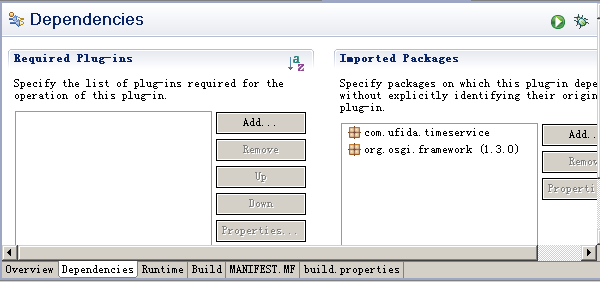 Dependencies
Required Plug-ins
a
z
Specify the list of plug-ins required for the
operation of this plug-in.
Add...
Remove
Up
Down
Properties...
Imported Packages
Specify packages on which this plug-in depe
without explicitly identifying their origin
plug-in.
com.ufida.timeservice
org.osgi.framework (1.3.0)
Add..
Remov
Properti
Overview Dependencies Runtime Build MANIFEST.MF build.properties